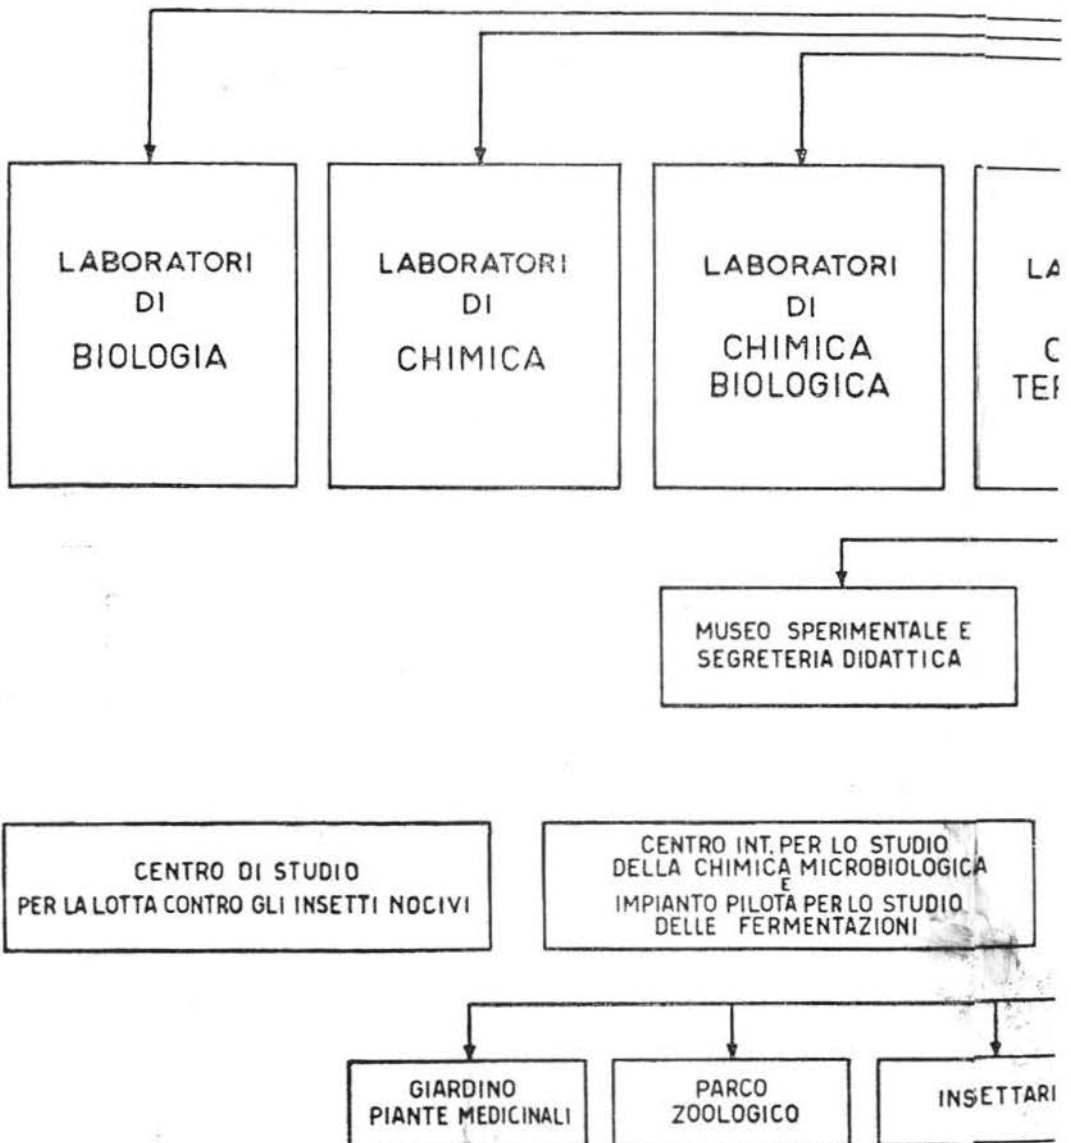 LABORATORI
DI
BIOLOGIA
LABORATORI
DI
CHIMICA
LABORATORI
DI
CHIMICA
BIOLOGICA
MUSEO SPERIMENTALE E
SEGRETERIA DIDATTICA
CENTRO DI STUDIO
PER LA LOTTA CONTRO GLI INSETTI NOCIVI
CENTRO INT. PER LO STUDIO
DELLA CHIMICA MICROBIOLOGICA
E
IMPIANTO PILOTA PER LO STUDIO
DELLE FERMENTAZIONI
GIARDINO
PIANTE MEDICINALI
PARCO
ZOOLOGICO
INSETTARI